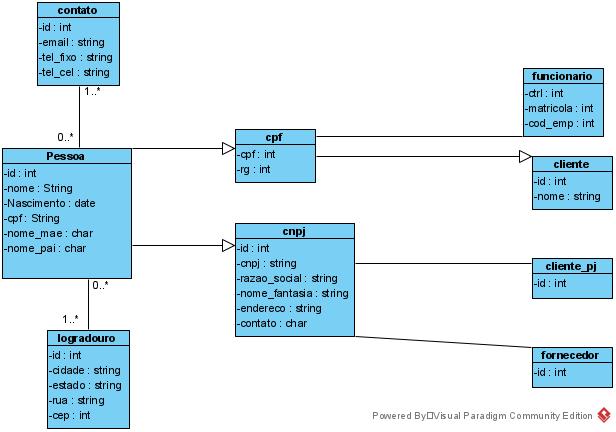 contato
-id : int
-email : string
-tel_fixo : string
-tel_cel : string
1..*
0..*
Pessoa
-id : int
-nome : String
-Nascimento : date
-cpf : String
-nome_mae : char
-nome_pai : char
0..*
1..*
logradouro
-id : int
-cidade : string
-estado : string
-rua : string
-cep : int
cpf
-cpf : int
-rg : int
cnpj
-id : int
-cnpj : string
-razao_social : string
-nome_fantasia : string
-endereco : string
-contato : char
funcionario
-ctrl : int
-matricola : int
-cod_emp : int
cliente
-id : int
-nome : string
cliente_pj
-id : int
fornecedor
-id : int
Powered By Visual Paradigm Community Edition